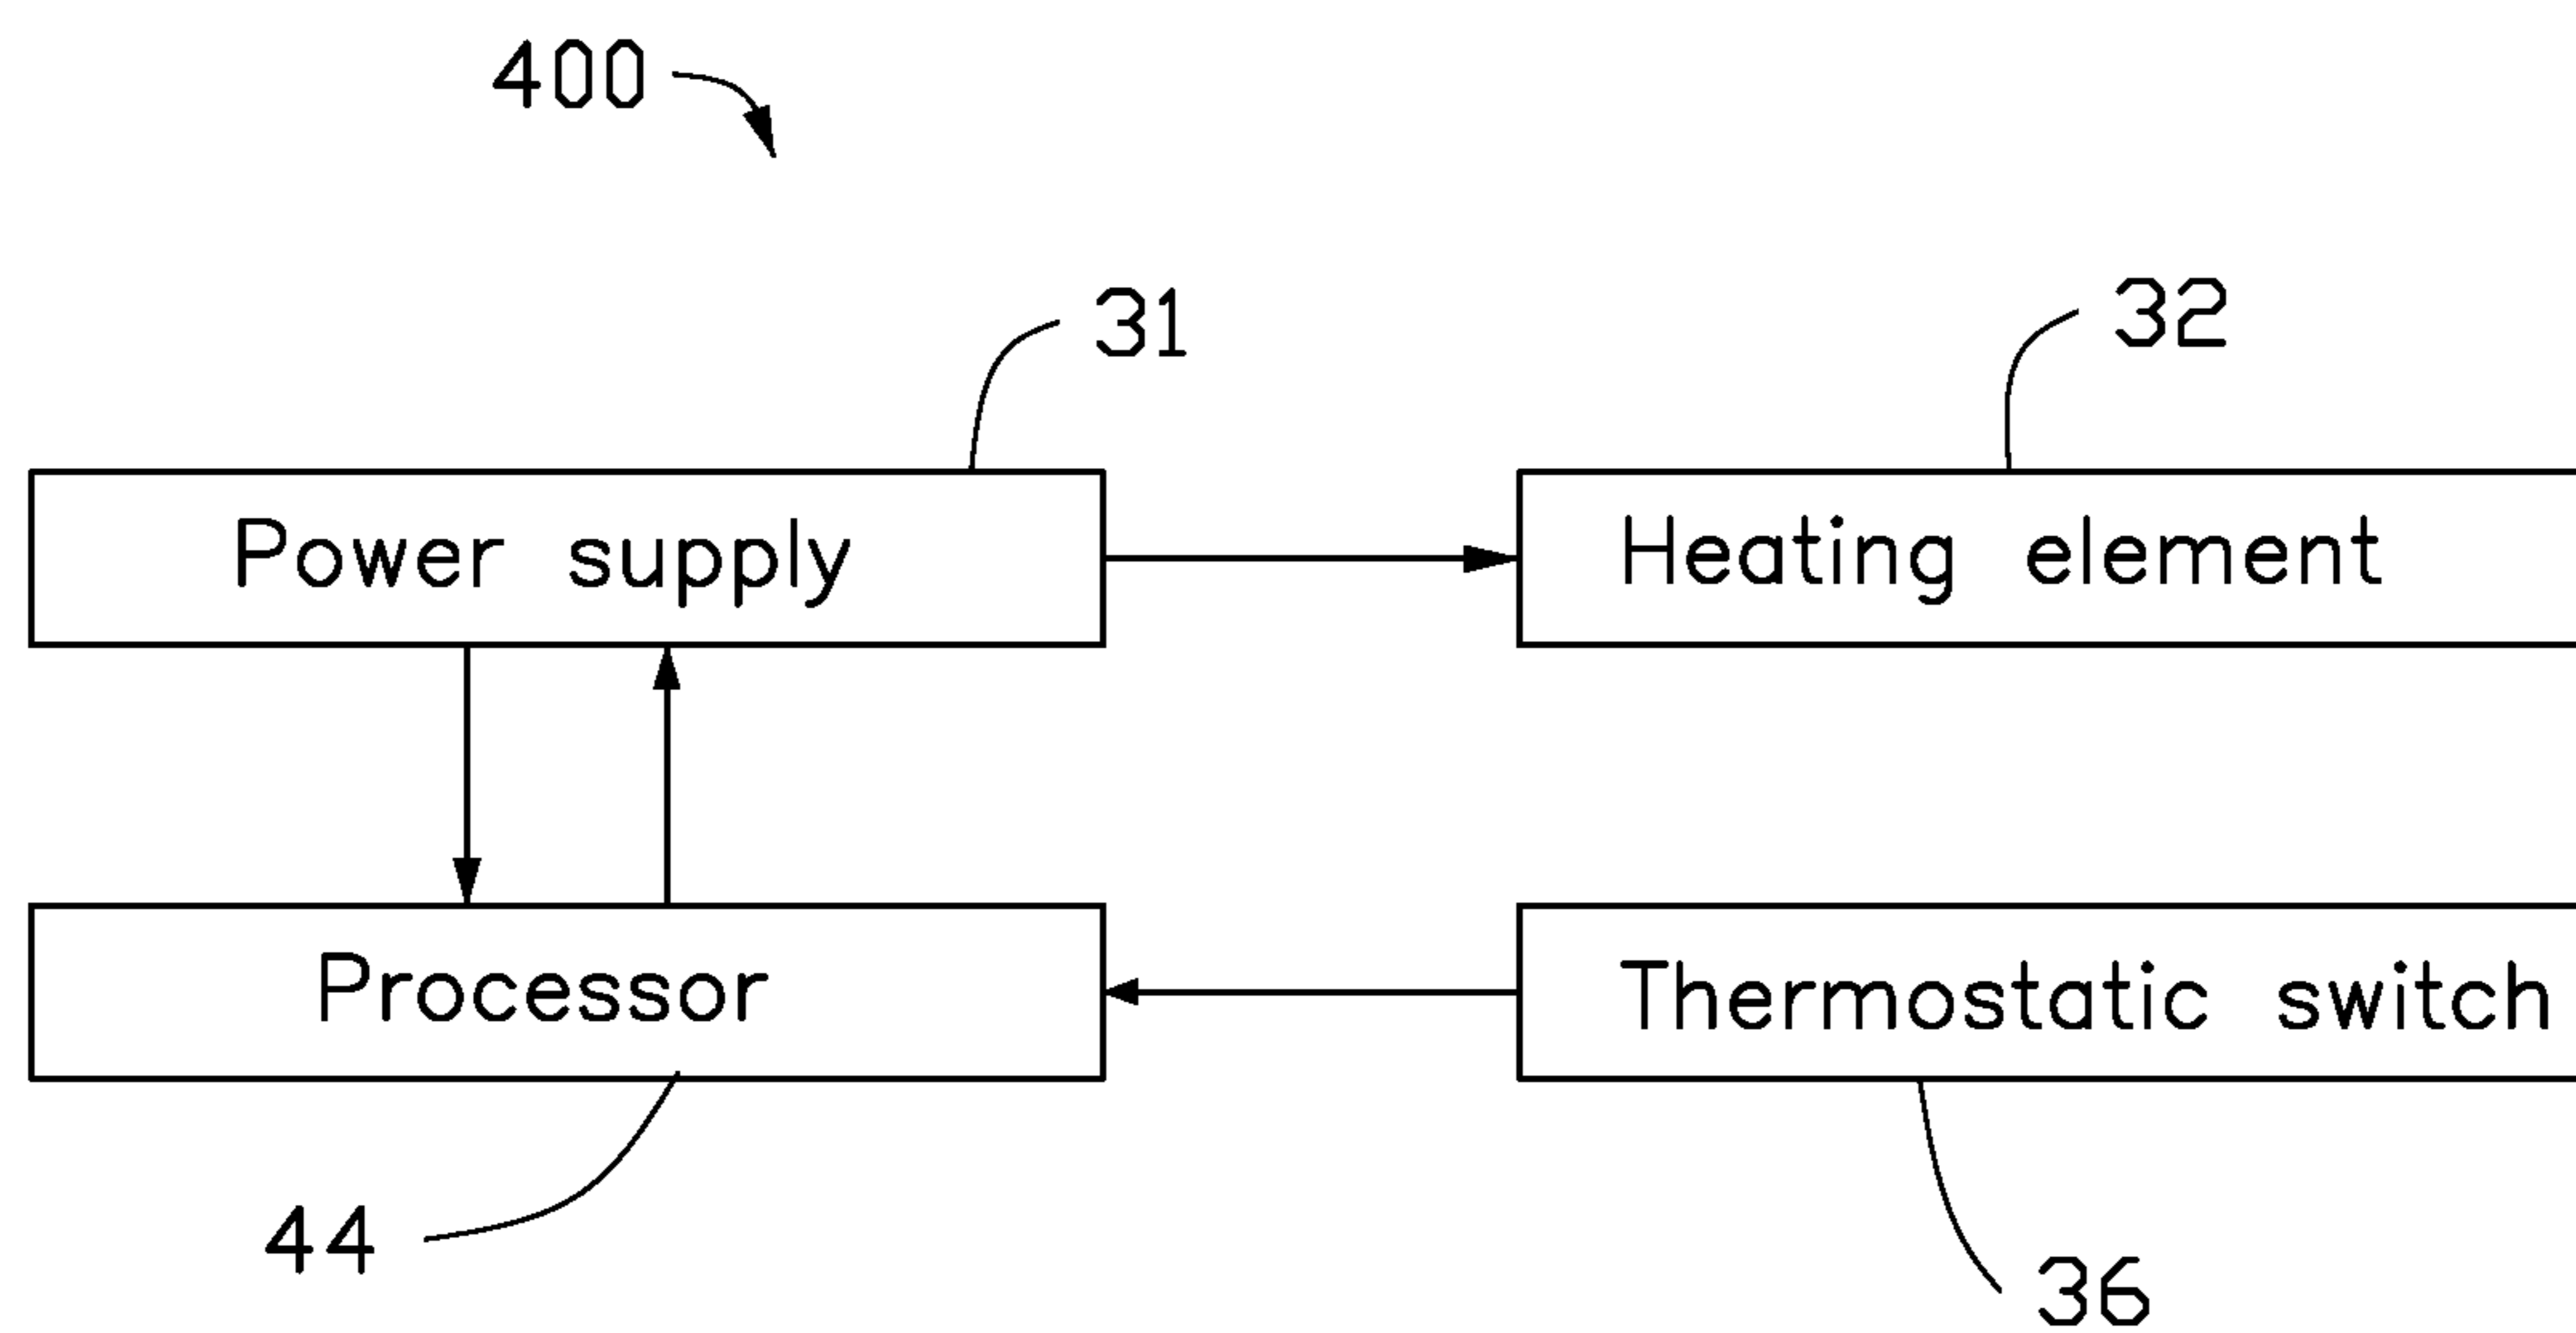 400
31
32
Power supply
Heating element
Processor
Thermostatic switch
44
36